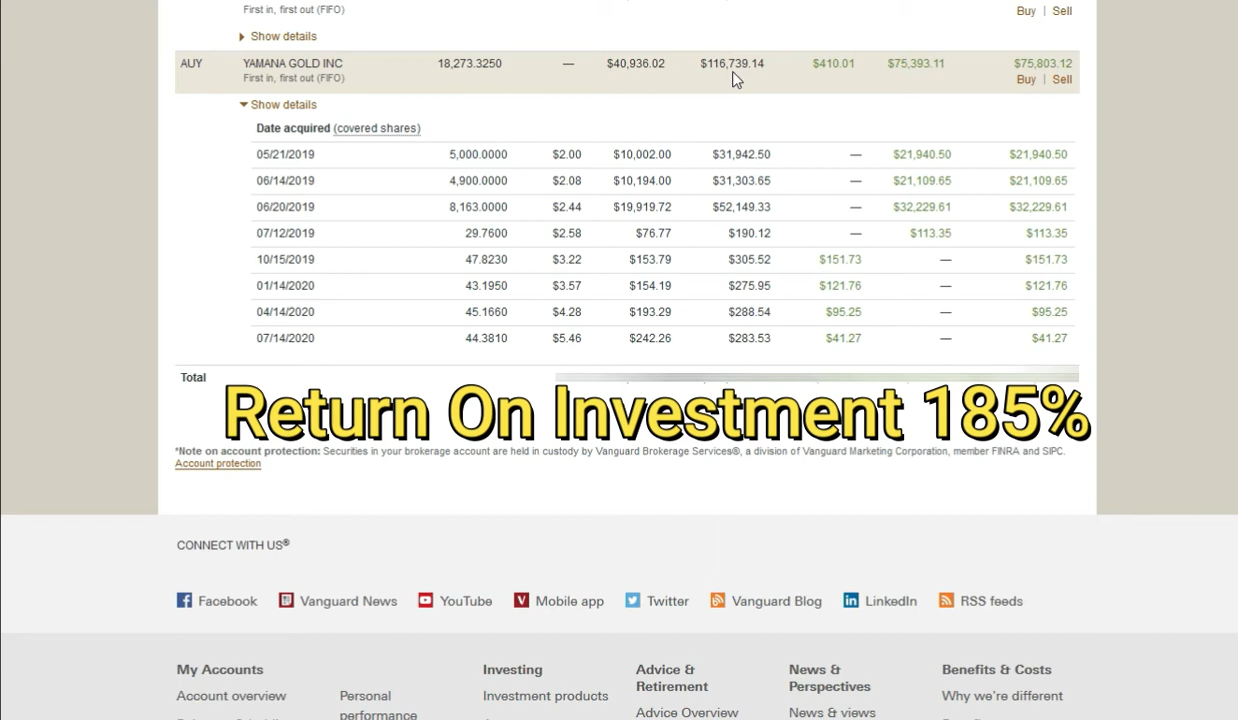 First in, first out (FIFO)
Buy | Sell
Show details
AUY YAMANA GOLD INC 18,273.3250 — $40,936.02 $116,739.14 $410.01 $75,393.11 $75,803.12
First in, first out (FIFO) Buy | Sell
Show details
Date acquired (covered shares)
05/21/2019 5,000.0000 $2.00 $10,002.00 $31,942.50 — $21,940.50 $21,940.50
06/14/2019 4,900.0000 $2.08 $10,194.00 $31,303.65 — $21,109.65 $21,109.65
06/20/2019 8,163.0000 $2.44 $19,919.72 $52,149.33 — $32,229.61 $32,229.61
07/12/2019 29.7600 $2.58 $76.77 $190.12 — $113.35 $113.35
10/15/2019 47.8230 $3.22 $153.79 $305.52 $151.73 — $151.73
01/14/2020 43.1950 $3.57 $154.19 $275.95 $121.76 — $121.76
04/14/2020 45.1660 $4.28 $193.29 $288.54 $95.25 — $95.25
07/14/2020 44.3810 $5.46 $242.26 $283.53 $41.27 — $41.27
Total
Return On Investment 185%
*Note on account protection: Securities in your brokerage account are held in custody by Vanguard Brokerage Services®, a division of Vanguard Marketing Corporation, member FINRA and SIPC.
Account protection
CONNECT WITH US®
Facebook Vanguard News YouTube Mobile app Twitter Vanguard Blog LinkedIn RSS feeds
My Accounts Investing Advice & Retirement News & Perspectives Benefits & Costs
Account overview Personal performance Investment products Advice Overview News & views Why we're different